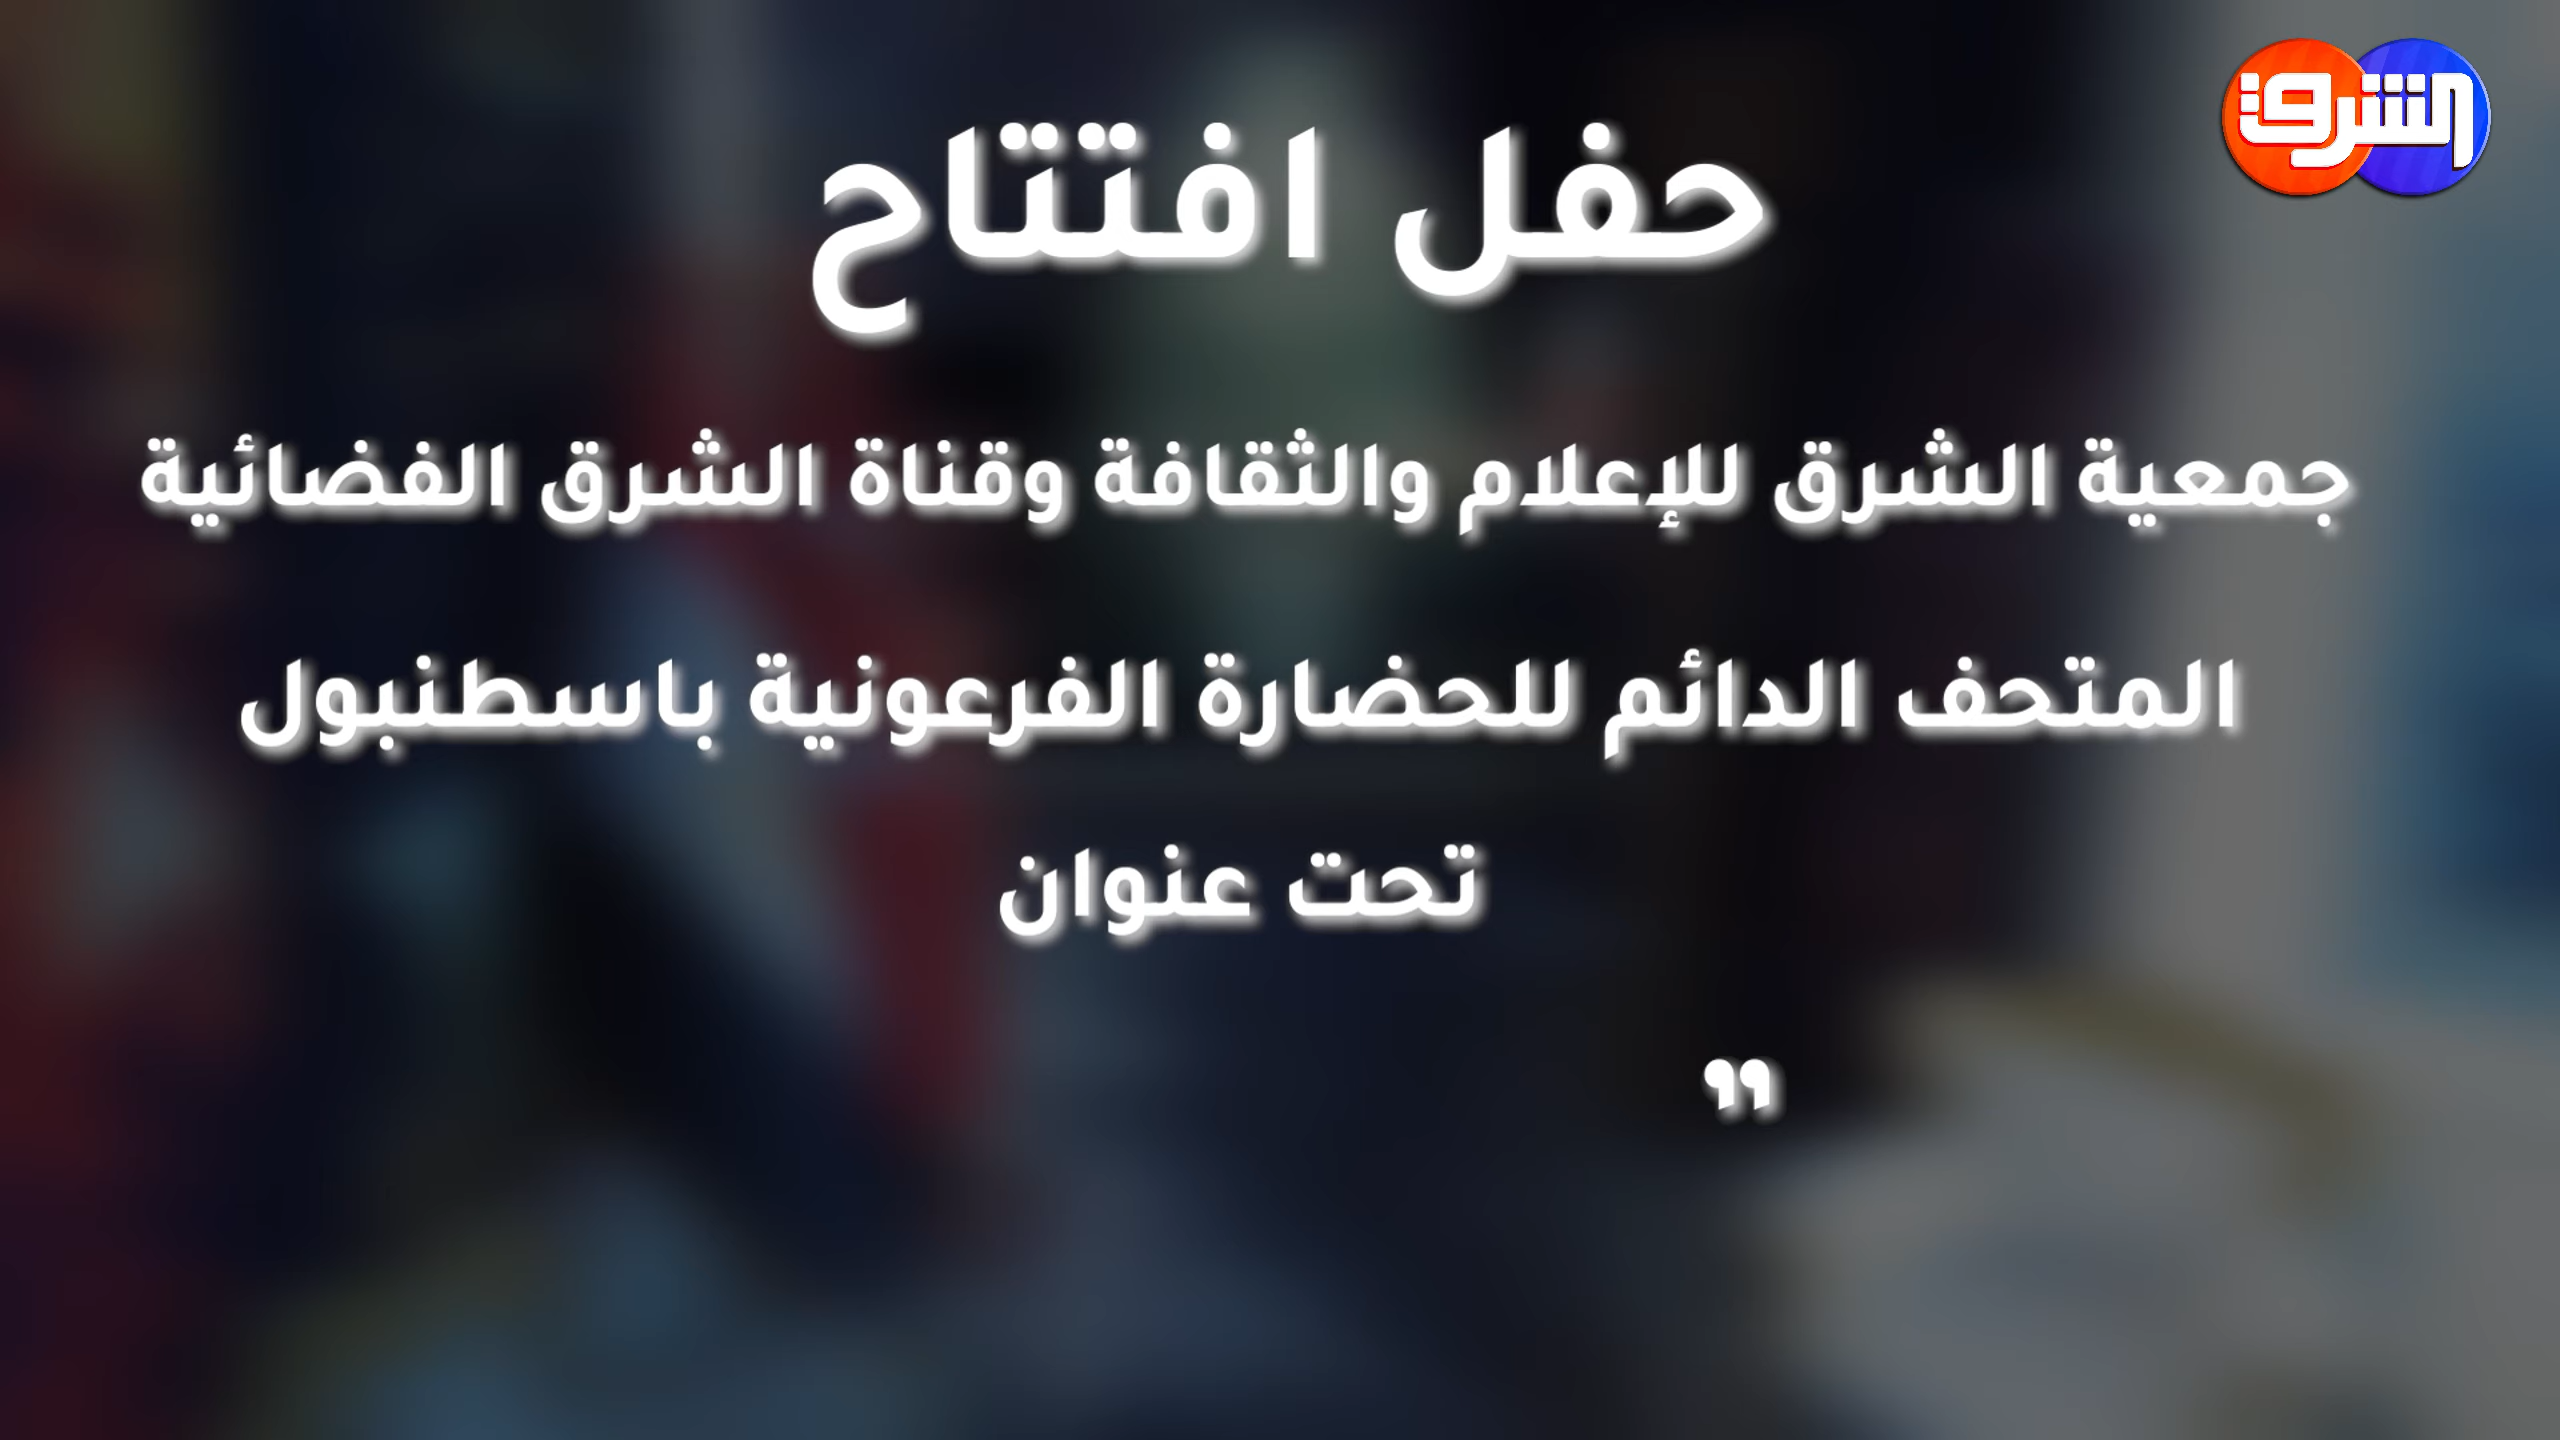 الشرق
حفل افتتاح
جمعية الشرق للإعلام والثقافة وقناة الشرق الفضائية
المتحف الدائم للحضارة الفرعونية باسطنبول
تحت عنوان
"